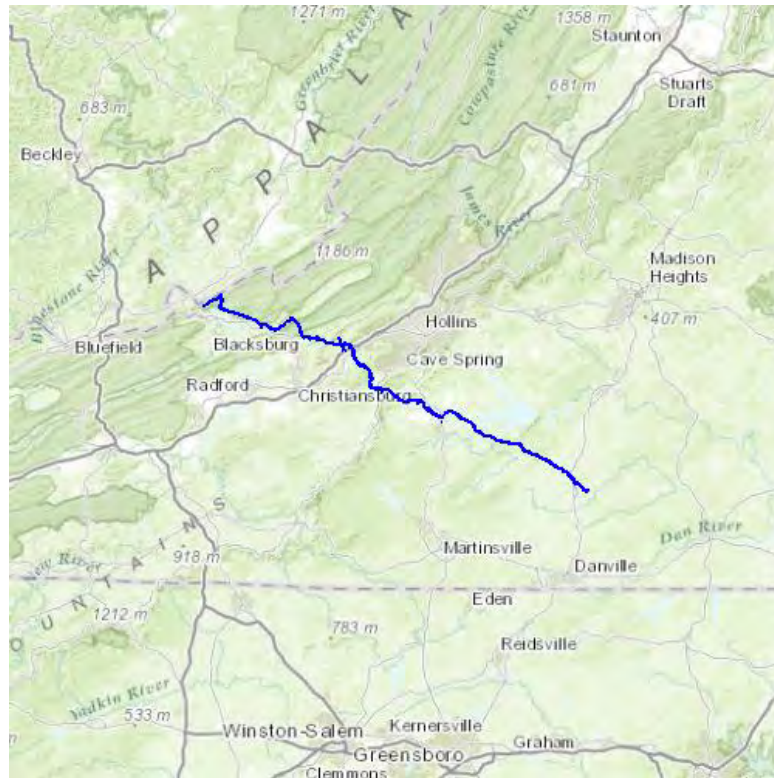 1271 m
1358 m
Staunton
Greenbrier River
Cowpasture River
681 m
Stuarts
Draft
683 m
Beckley
A P P A L A
James River
1186 m
Madison
Heights
Bluestone River
407 m
Hollins
Bluefield
Blacksburg
Cave Spring
Radford
Christiansburg
M O U N T A I N S
New River
918 m
Martinsville
Dan River
Danville
1212 m
Eden
783 m
Reidsville
Yadkin River
533 m
Winston-Salem
Kernersville
Greensboro
Graham
Clemmons